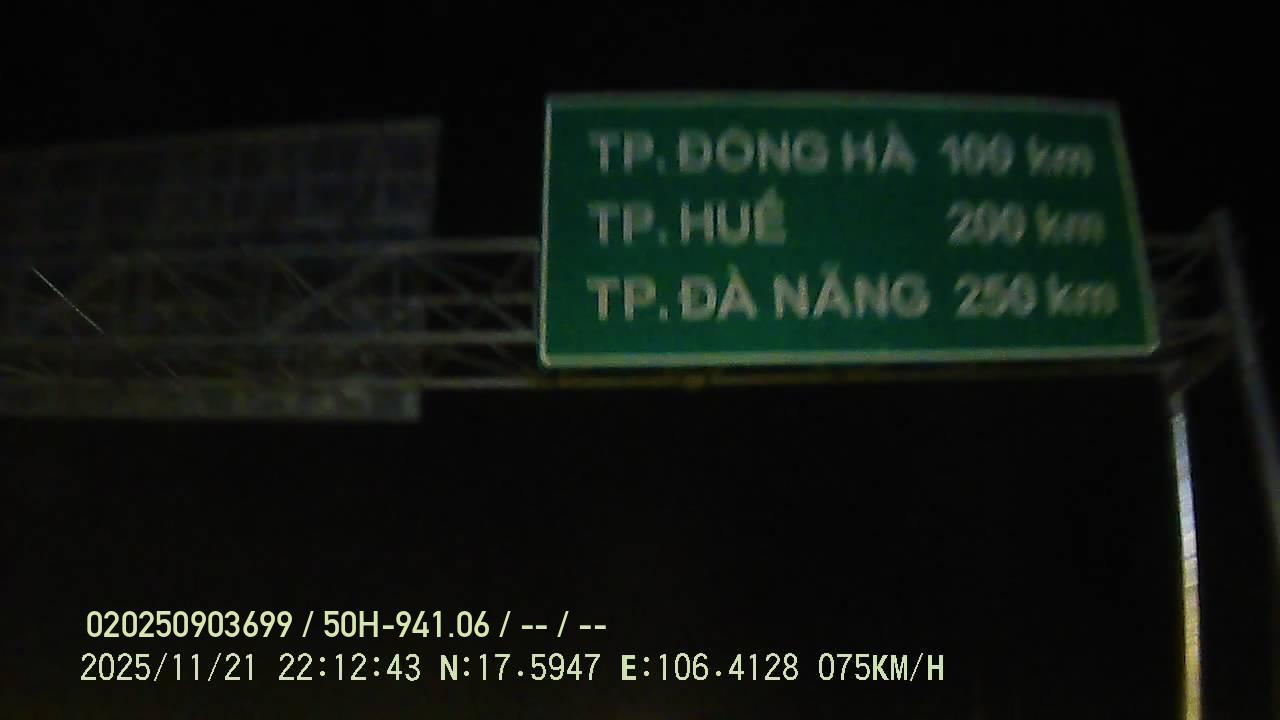 TP. ĐÔNG HÀ 100 km
TP. HUẾ 200 km
TP. ĐÀ NẴNG 250 km
020250903699 / 50H-941.06 / -- / --
2025/11/21 22:12:43 N:17.5947 E:106.4128 075KM/H